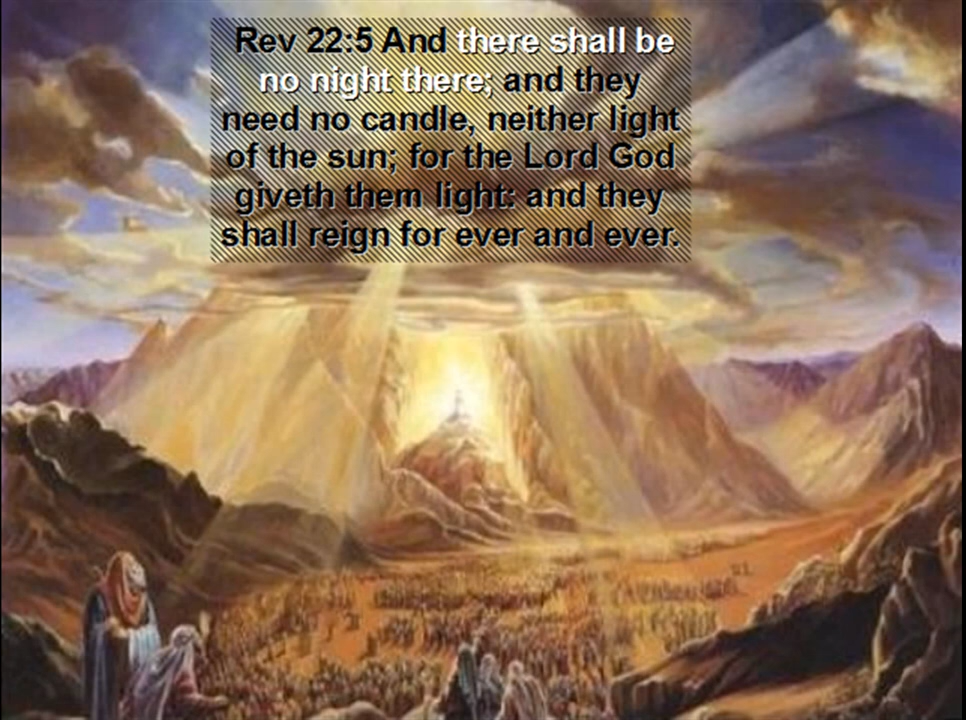 Rev 22:5 And there shall be
no night there; and they
need no candle, neither light
of the sun; for the Lord God
giveth them light: and they
shall reign for ever and ever.